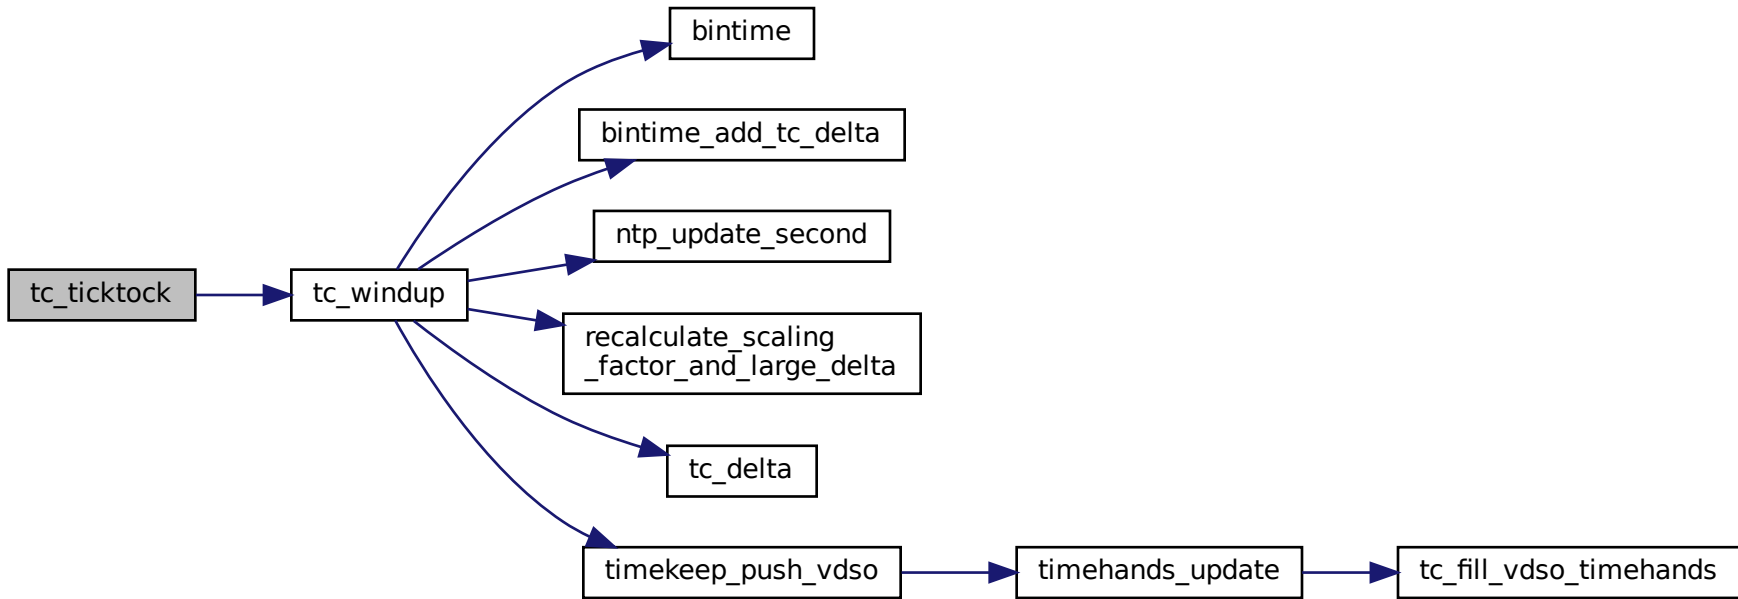 bintime
bintime_add_tc_delta
ntp_update_second
tc_ticktock
tc_windup
recalculate_scaling
_factor_and_large_delta
tc_delta
timekeep_push_vdso
timehands_update
tc_fill_vdso_timehands